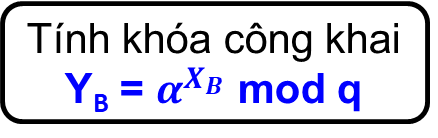 Tính khóa công khai
Y_B = α^{X_B} mod q